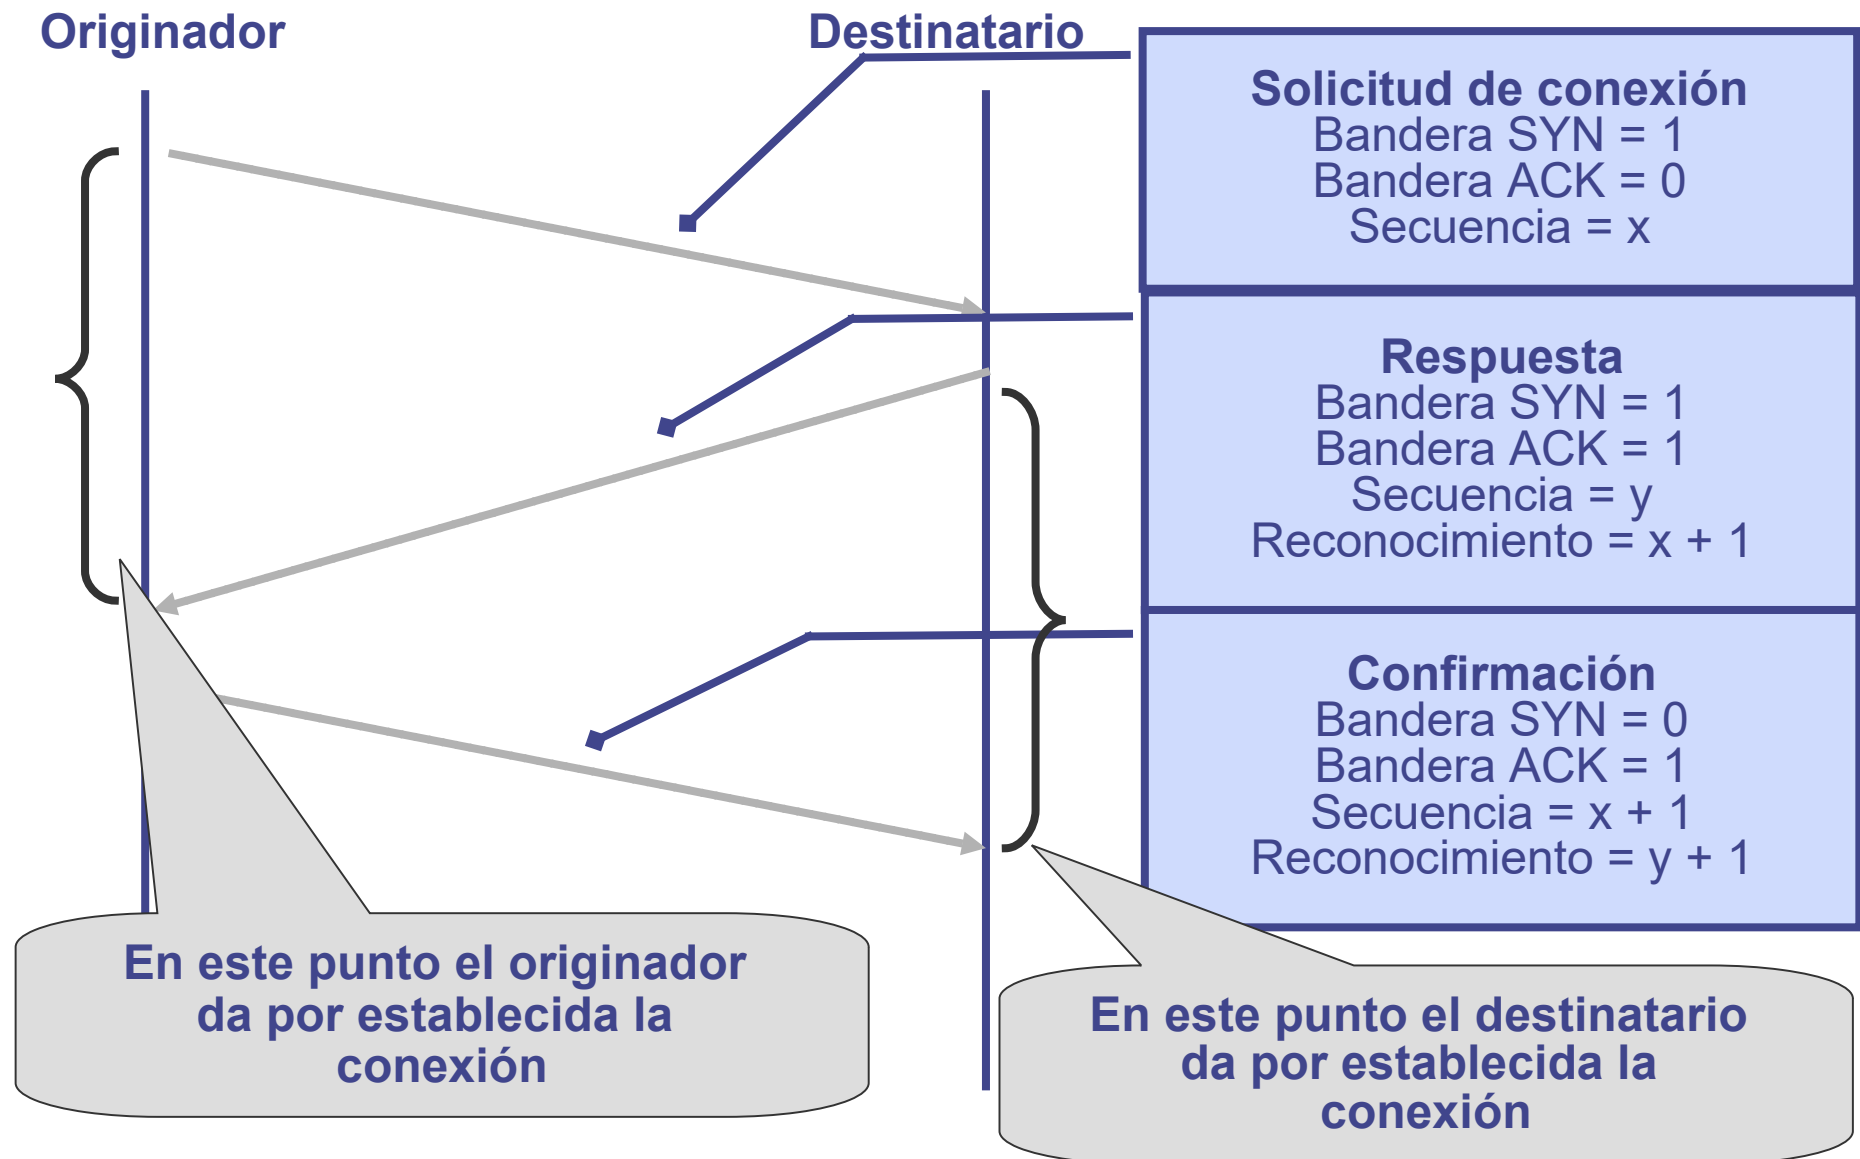 Originador
Destinatario
Solicitud de conexión
Bandera SYN = 1
Bandera ACK = 0
Secuencia = x
Respuesta
Bandera SYN = 1
Bandera ACK = 1
Secuencia = y
Reconocimiento = x + 1
Confirmación
Bandera SYN = 0
Bandera ACK = 1
Secuencia = x + 1
Reconocimiento = y + 1
En este punto el originador
da por establecida la
conexión
En este punto el destinatario
da por establecida la
conexión